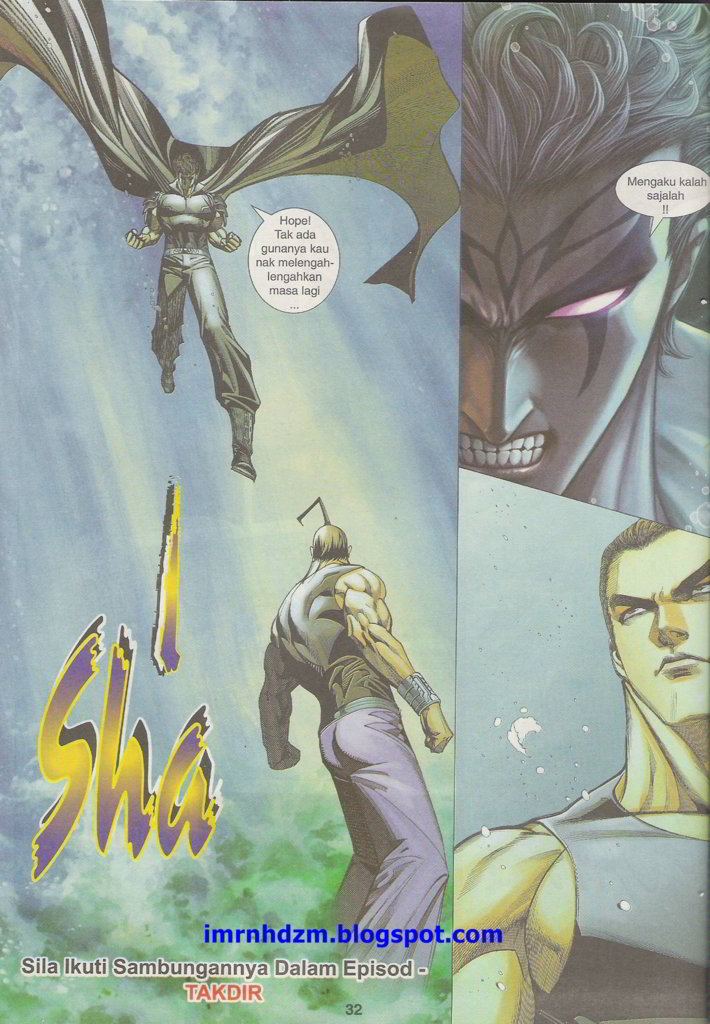 Hope!
Tak ada
gunanya kau
nak melengah-
lengahkan
masa lagi
...
Mengaku kalah
sajalah
!!
Sha
imrnhdzm.blogspot.com
Sila Ikuti Sambungannya Dalam Episod -
TAKDIR
32